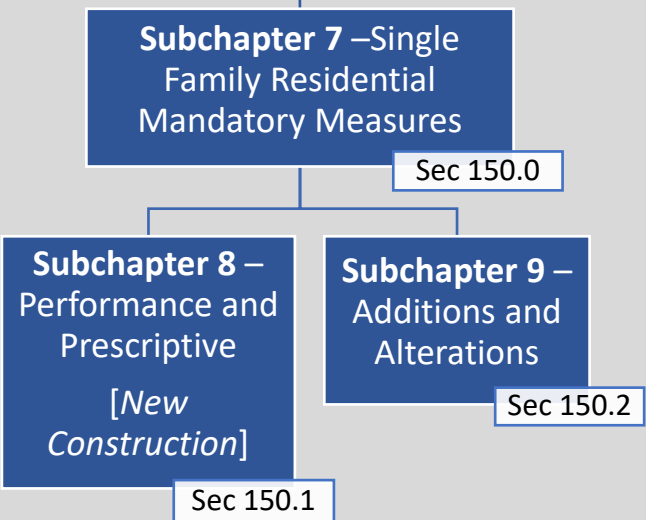 Subchapter 7 –Single
Family Residential
Mandatory Measures
Sec 150.0
Subchapter 8 –
Performance and
Prescriptive
[New
Construction]
Sec 150.1
Subchapter 9 –
Additions and
Alterations
Sec 150.2